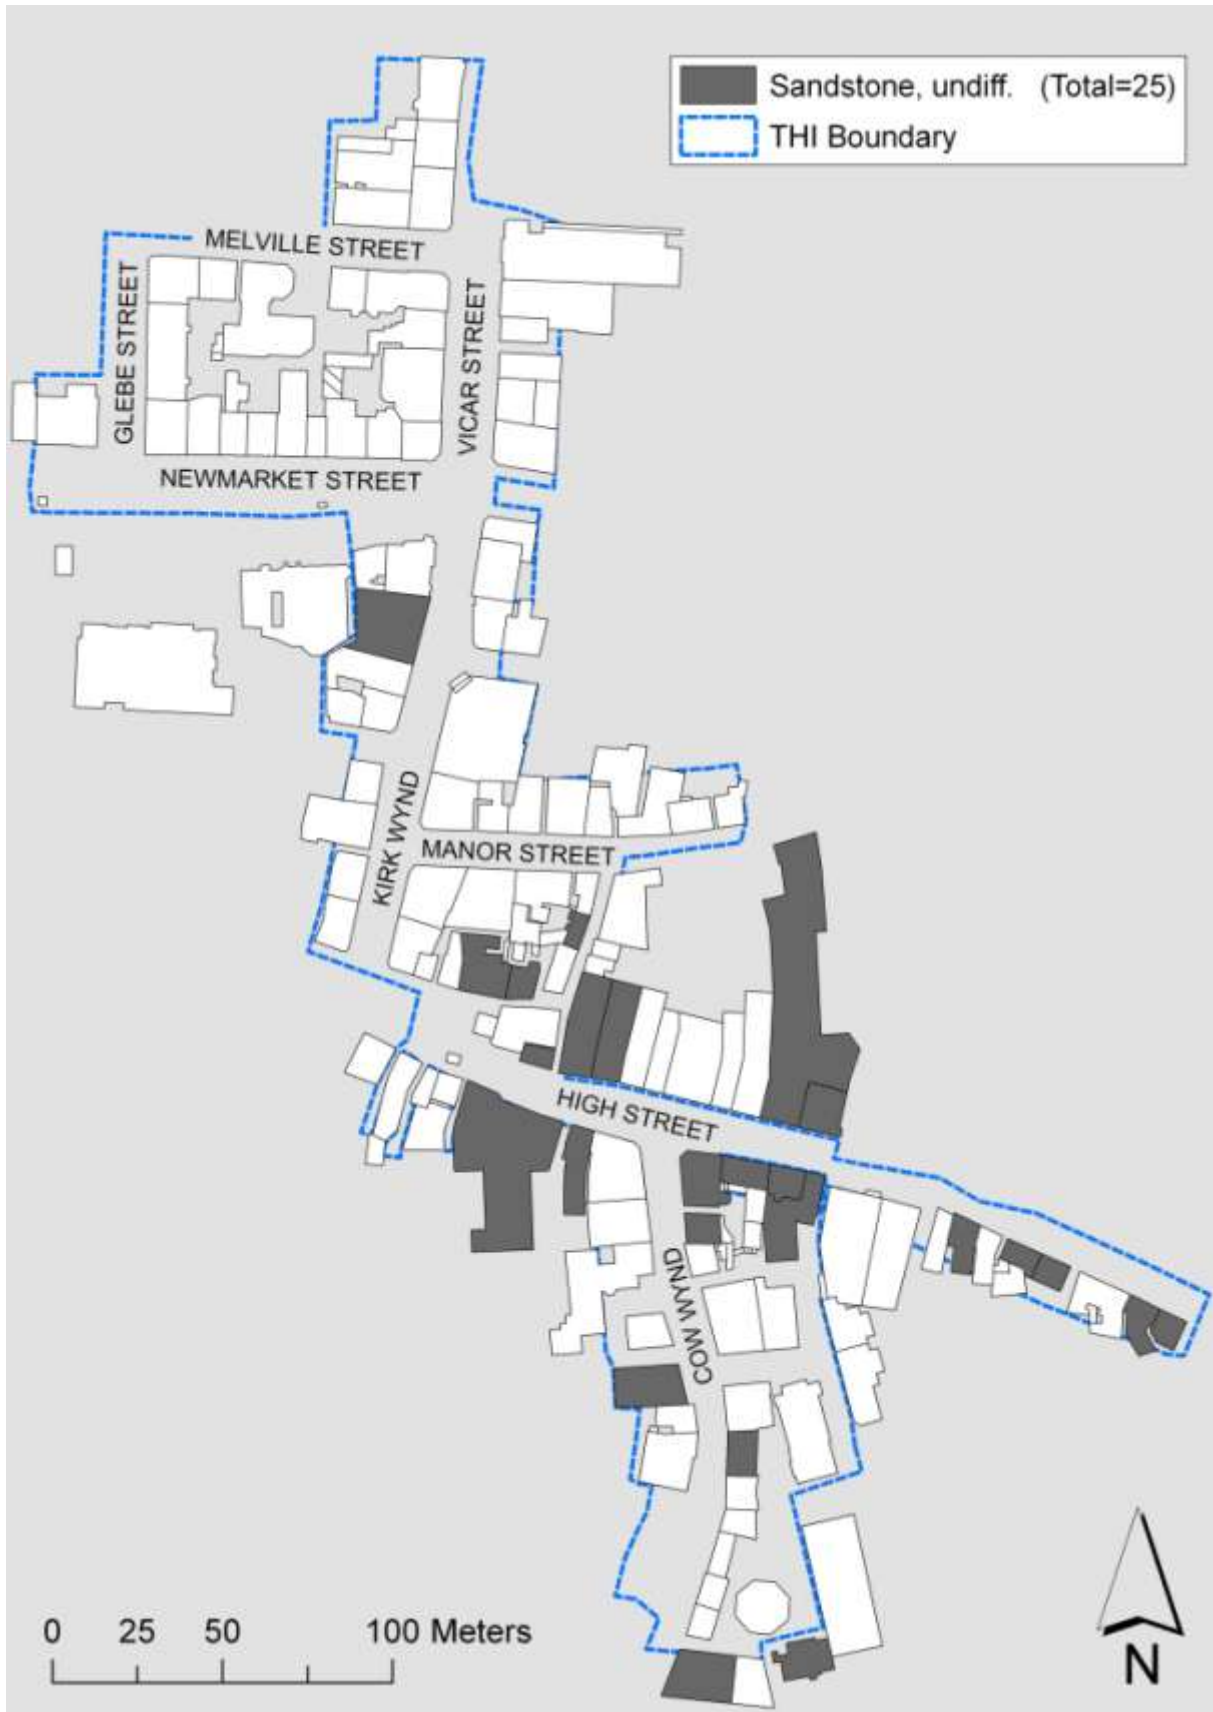 Sandstone, undiff. (Total=25)
THI Boundary
MELVILLE STREET
GLEBE STREET
VICAR STREET
NEWMARKET STREET
KIRK WYND
MANOR STREET
HIGH STREET
COW WYND
0 25 50 100 Meters
N